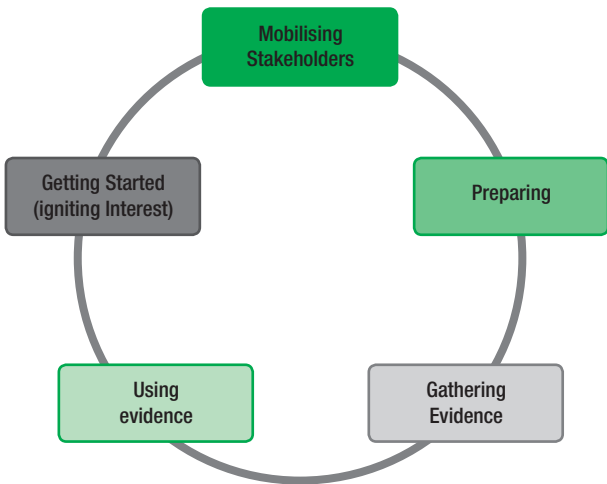 Mobilising
Stakeholders
Getting Started
(igniting Interest)
Preparing
Using
evidence
Gathering
Evidence